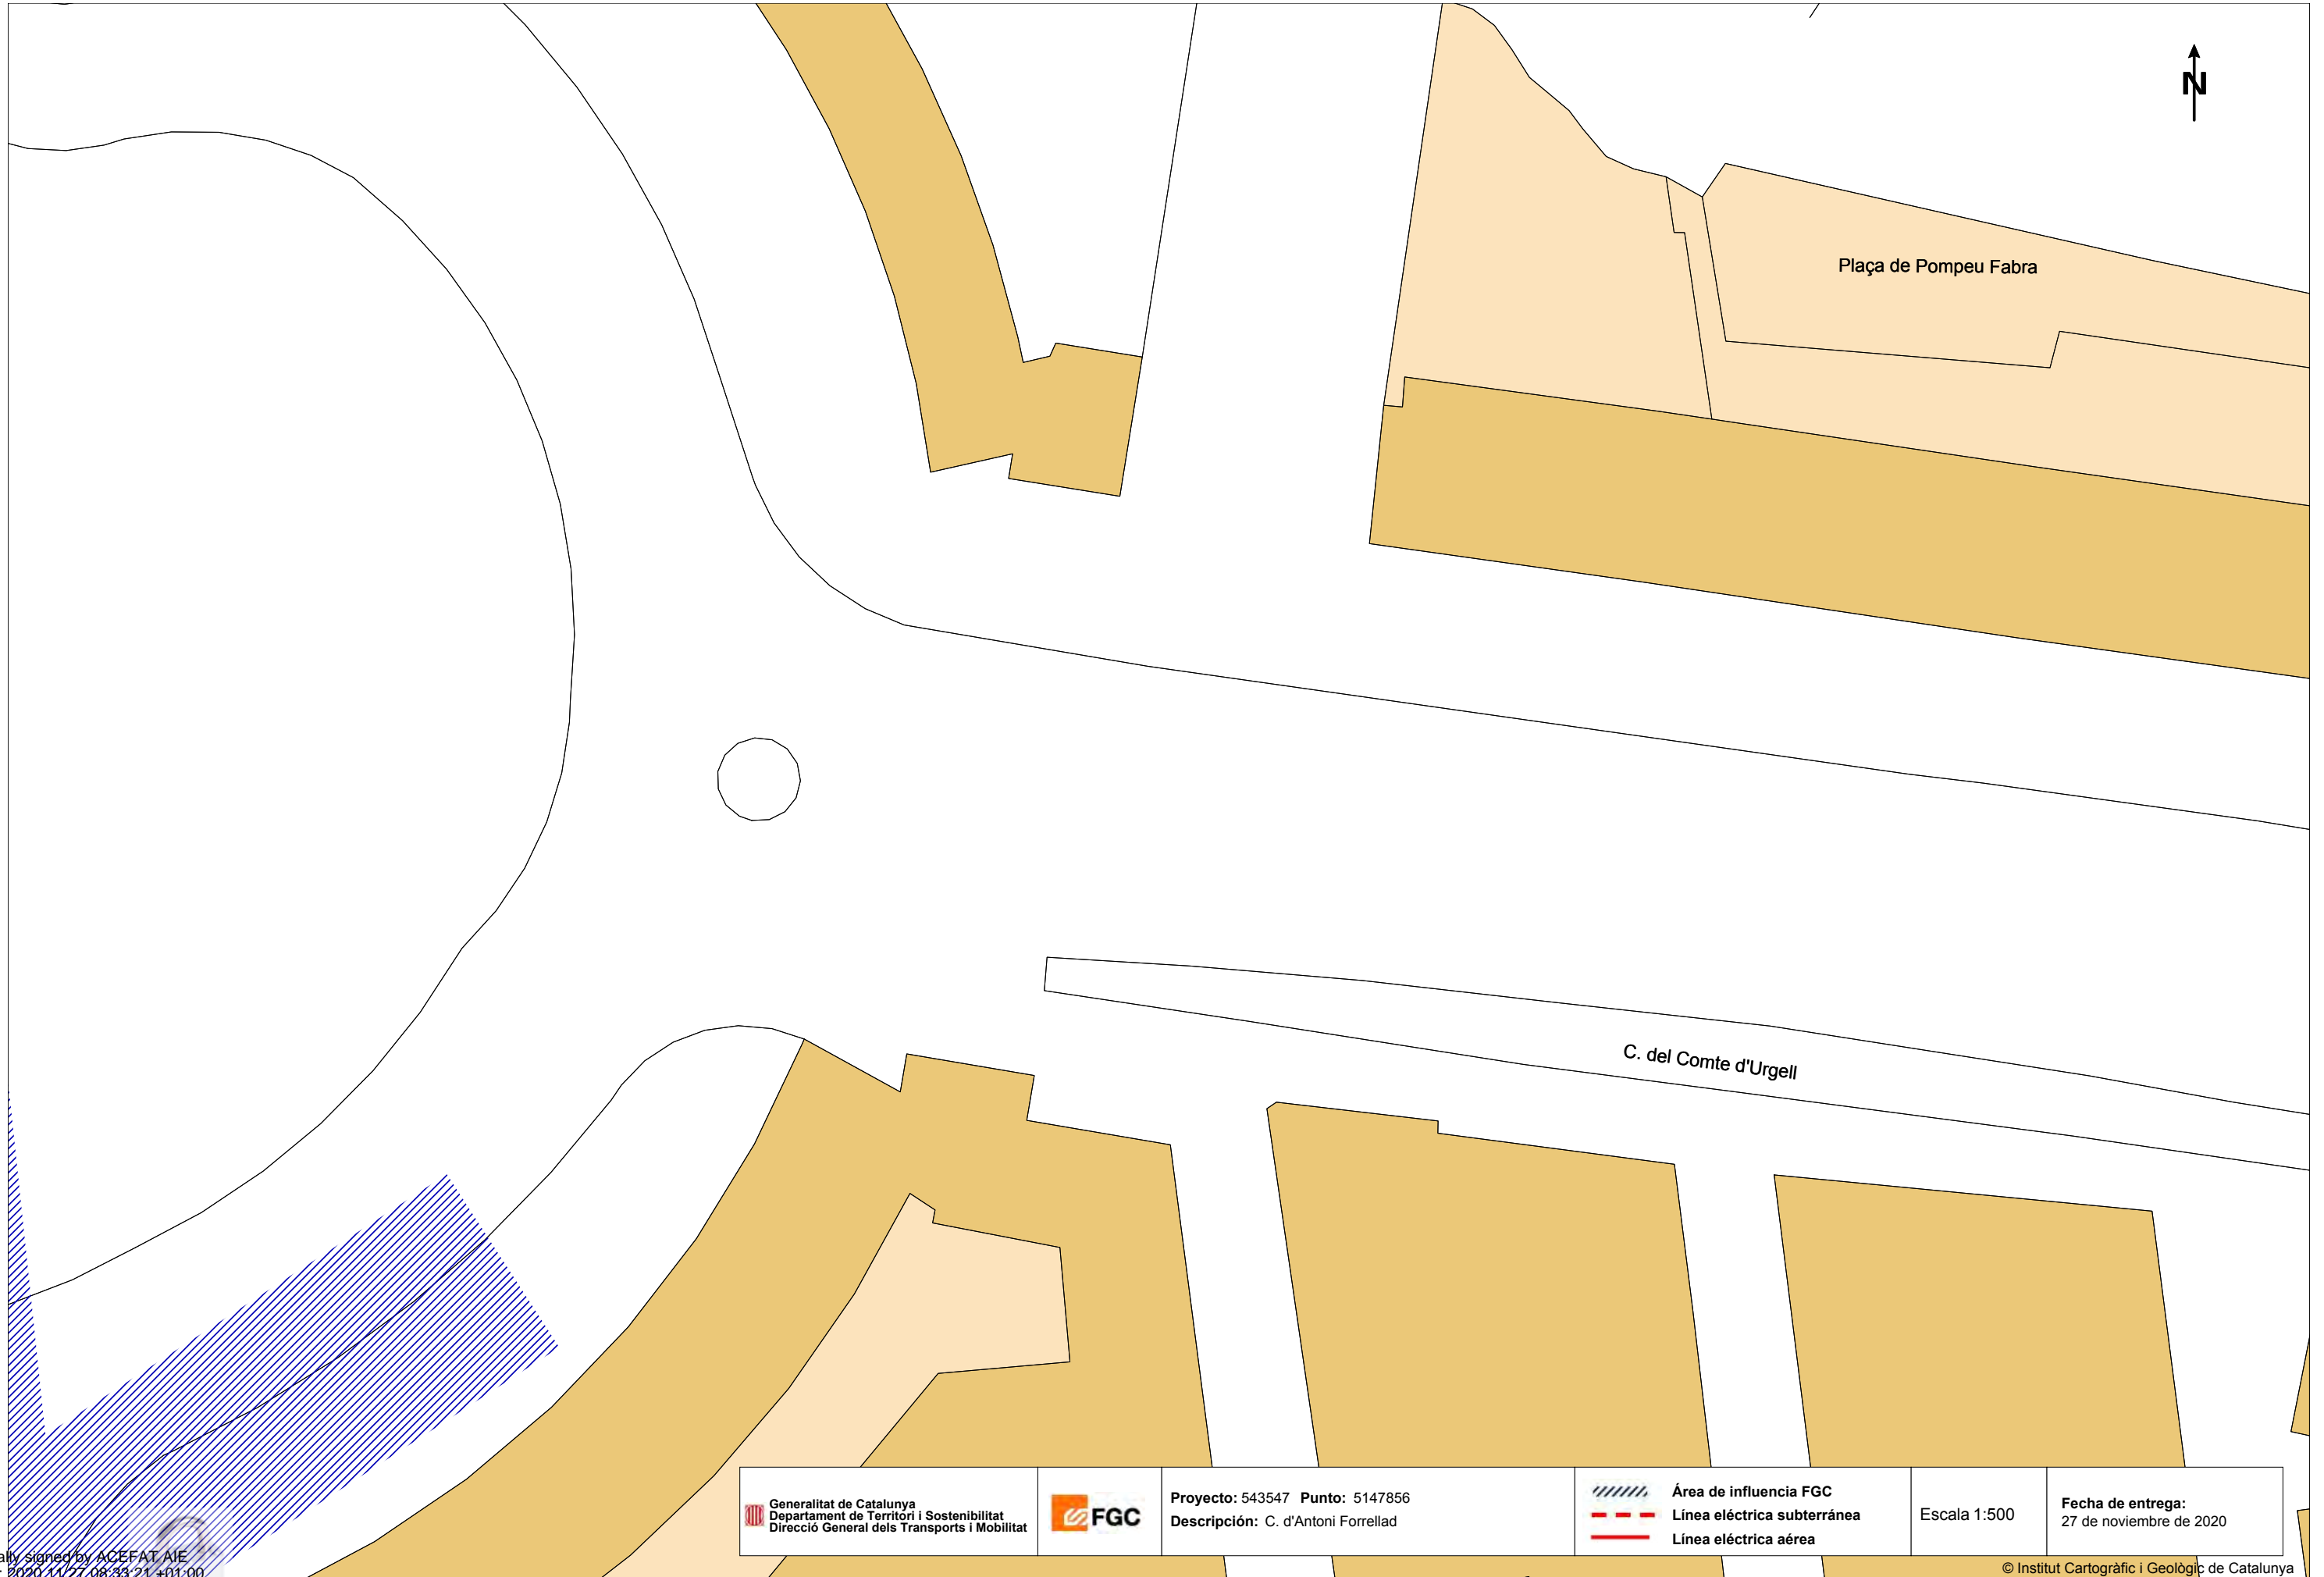 N
Plaça de Pompeu Fabra
C. del Comte d'Urgell
Generalitat de Catalunya
Departament de Territori i Sostenibilitat
Direcció General dels Transports i Mobilitat
FGC
Proyecto: 543547 Punto: 5147856
Descripción: C. d'Antoni Forrellad
Área de influencia FGC
Línea eléctrica subterránea
Línea eléctrica aérea
Escala 1:500
Fecha de entrega:
27 de noviembre de 2020
ally signed by ACEFAT AIE
: 2020.11.27 08:33:21 +01:00
© Institut Cartogràfic i Geològic de Catalunya